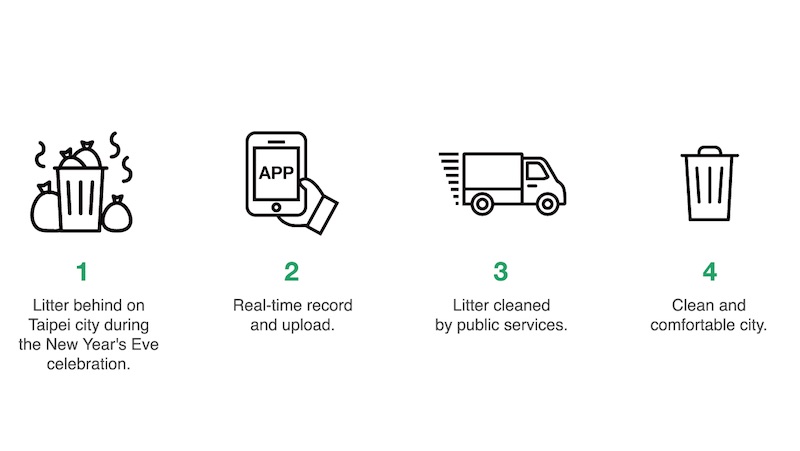 APP
1
Litter behind on
Taipei city during
the New Year's Eve
celebration.
2
Real-time record
and upload.
3
Litter cleaned
by public services.
4
Clean and
comfortable city.